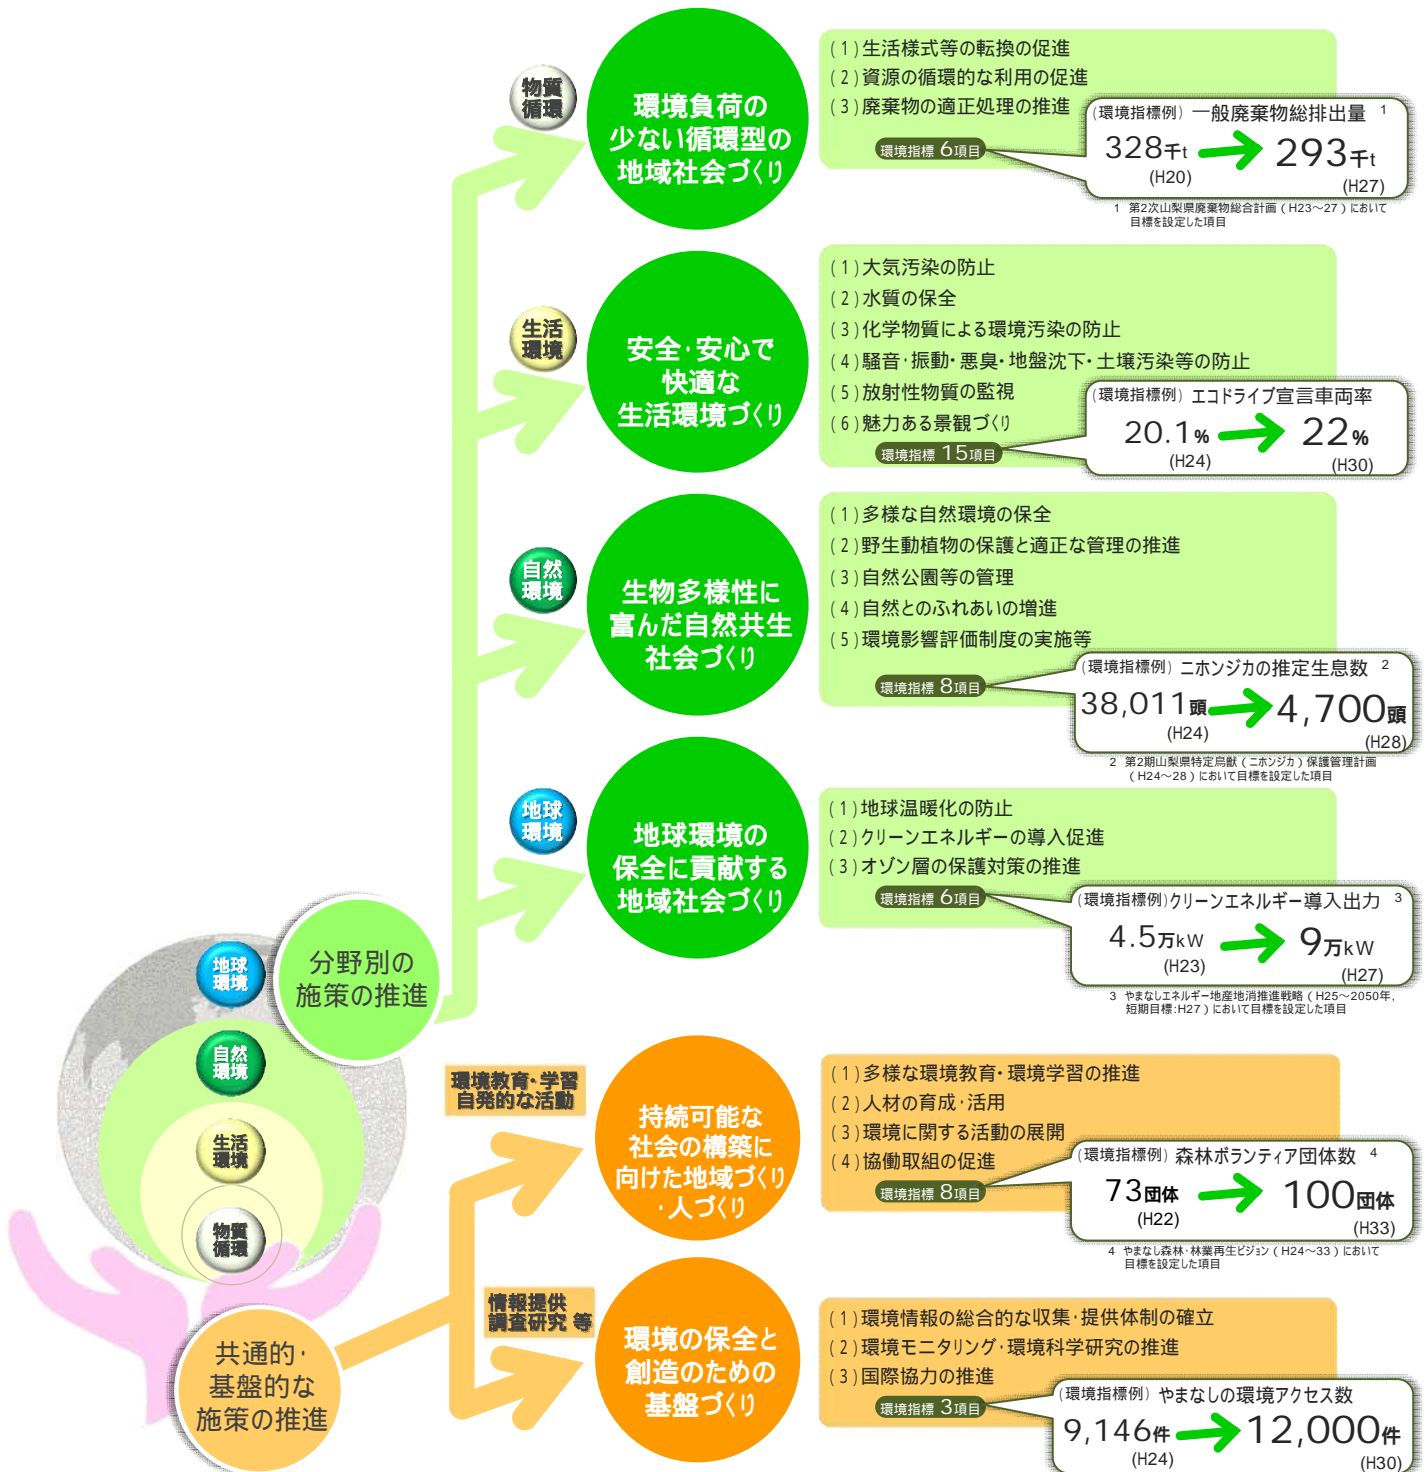 物質
循環
環境負荷の
少ない循環型の
地域社会づくり
(1)生活様式等の転換の促進
(2)資源の循環的な利用の促進
(3)廃棄物の適正処理の推進
環境指標 6項目
(環境指標例) 一般廃棄物総排出量 1
328千t
293千t
(H20)
(H27)
1 第2次山梨県廃棄物総合計画(H23~27)において
目標を設定した項目
生活
環境
安全・安心で
快適な
生活環境づくり
(1)大気汚染の防止
(2)水質の保全
(3)化学物質による環境汚染の防止
(4)騒音・振動・悪臭・地盤沈下・土壌汚染等の防止
(5)放射性物質の監視
(6)魅力ある景観づくり
環境指標 15項目
(環境指標例) エコドライブ宣言車両率
20.1%
22%
(H24)
(H30)
自然
環境
生物多様性に
富んだ自然共生
社会づくり
(1)多様な自然環境の保全
(2)野生動植物の保護と適正な管理の推進
(3)自然公園等の管理
(4)自然とのふれあいの増進
(5)環境影響評価制度の実施等
環境指標 8項目
(環境指標例) ニホンジカの推定生息数 2
38,011頭
4,700頭
(H24)
(H28)
2 第2期山梨県特定鳥獣(ニホンジカ)保護管理計画
(H24~28)において目標を設定した項目
地球
環境
地球環境の
保全に貢献する
地域社会づくり
(1)地球温暖化の防止
(2)クリーンエネルギーの導入促進
(3)オゾン層の保護対策の推進
環境指標 6項目
(環境指標例)クリーンエネルギー導入出力 3
4.5万kW
9万kW
(H23)
(H27)
3 やまなしエネルギー地産地消推進戦略(H25~2050年,
短期目標:H27)において目標を設定した項目
分野別の
施策の推進
地球
環境
自然
環境
生活
環境
物質
循環
共通的・
基盤的な
施策の推進
環境教育・学習
自発的な活動
持続可能な
社会の構築に
向けた地域づくり
・人づくり
(1)多様な環境教育・環境学習の推進
(2)人材の育成・活用
(3)環境に関する活動の展開
(4)協働取組の促進
環境指標 8項目
(環境指標例) 森林ボランティア団体数 4
73団体
100団体
(H22)
(H33)
4 やまなし森林・林業再生ビジョン(H24~33)において
目標を設定した項目
情報提供
調査研究 等
環境の保全と
創造のための
基盤づくり
(1)環境情報の総合的な収集・提供体制の確立
(2)環境モニタリング・環境科学研究の推進
(3)国際協力の推進
環境指標 3項目
(環境指標例) やまなしの環境アクセス数
9,146件
12,000件
(H24)
(H30)